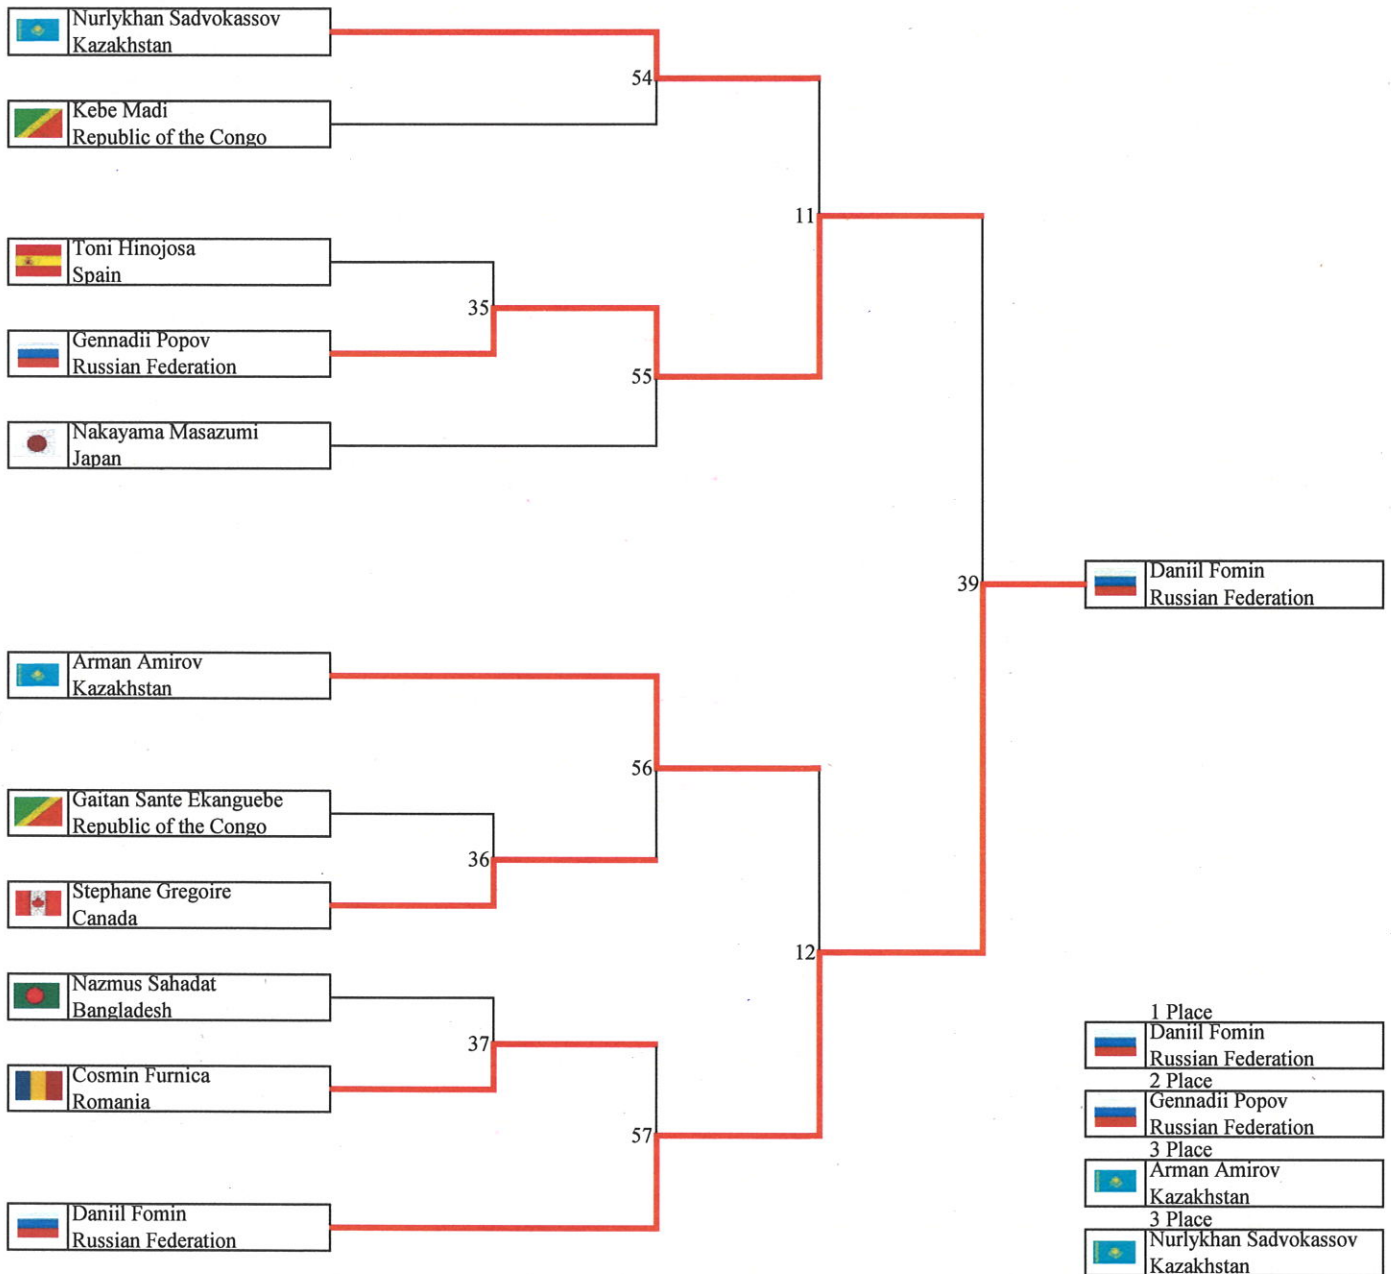 Nurlykhan Sadvokassov
Kazakhstan
54
Kebe Madi
Republic of the Congo
11
Toni Hinojosa
Spain
35
Gennadii Popov
Russian Federation
55
Nakayama Masazumi
Japan
39
Daniil Fomin
Russian Federation
Arman Amirov
Kazakhstan
56
Gaitan Sante Ekanguebe
Republic of the Congo
36
Stephane Gregoire
Canada
12
Nazmus Sahadat
Bangladesh
37
Cosmin Furnica
Romania
57
Daniil Fomin
Russian Federation
1 Place
Daniil Fomin
Russian Federation
2 Place
Gennadii Popov
Russian Federation
3 Place
Arman Amirov
Kazakhstan
3 Place
Nurlykhan Sadvokassov
Kazakhstan